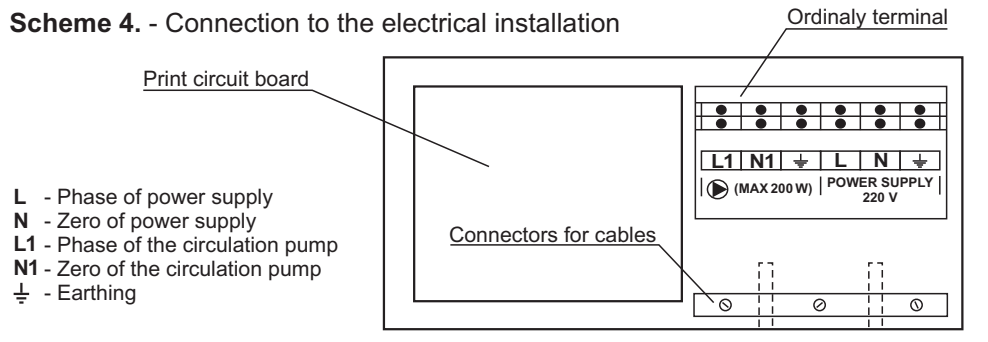 Scheme 4. - Connection to the electrical installation
Ordinaly terminal
Print circuit board
L1 N1 ⏚ L N ⏚
(MAX 200 W) POWER SUPPLY
220 V
L - Phase of power supply
N - Zero of power supply
L1 - Phase of the circulation pump
N1 - Zero of the circulation pump
⏚ - Earthing
Connectors for cables